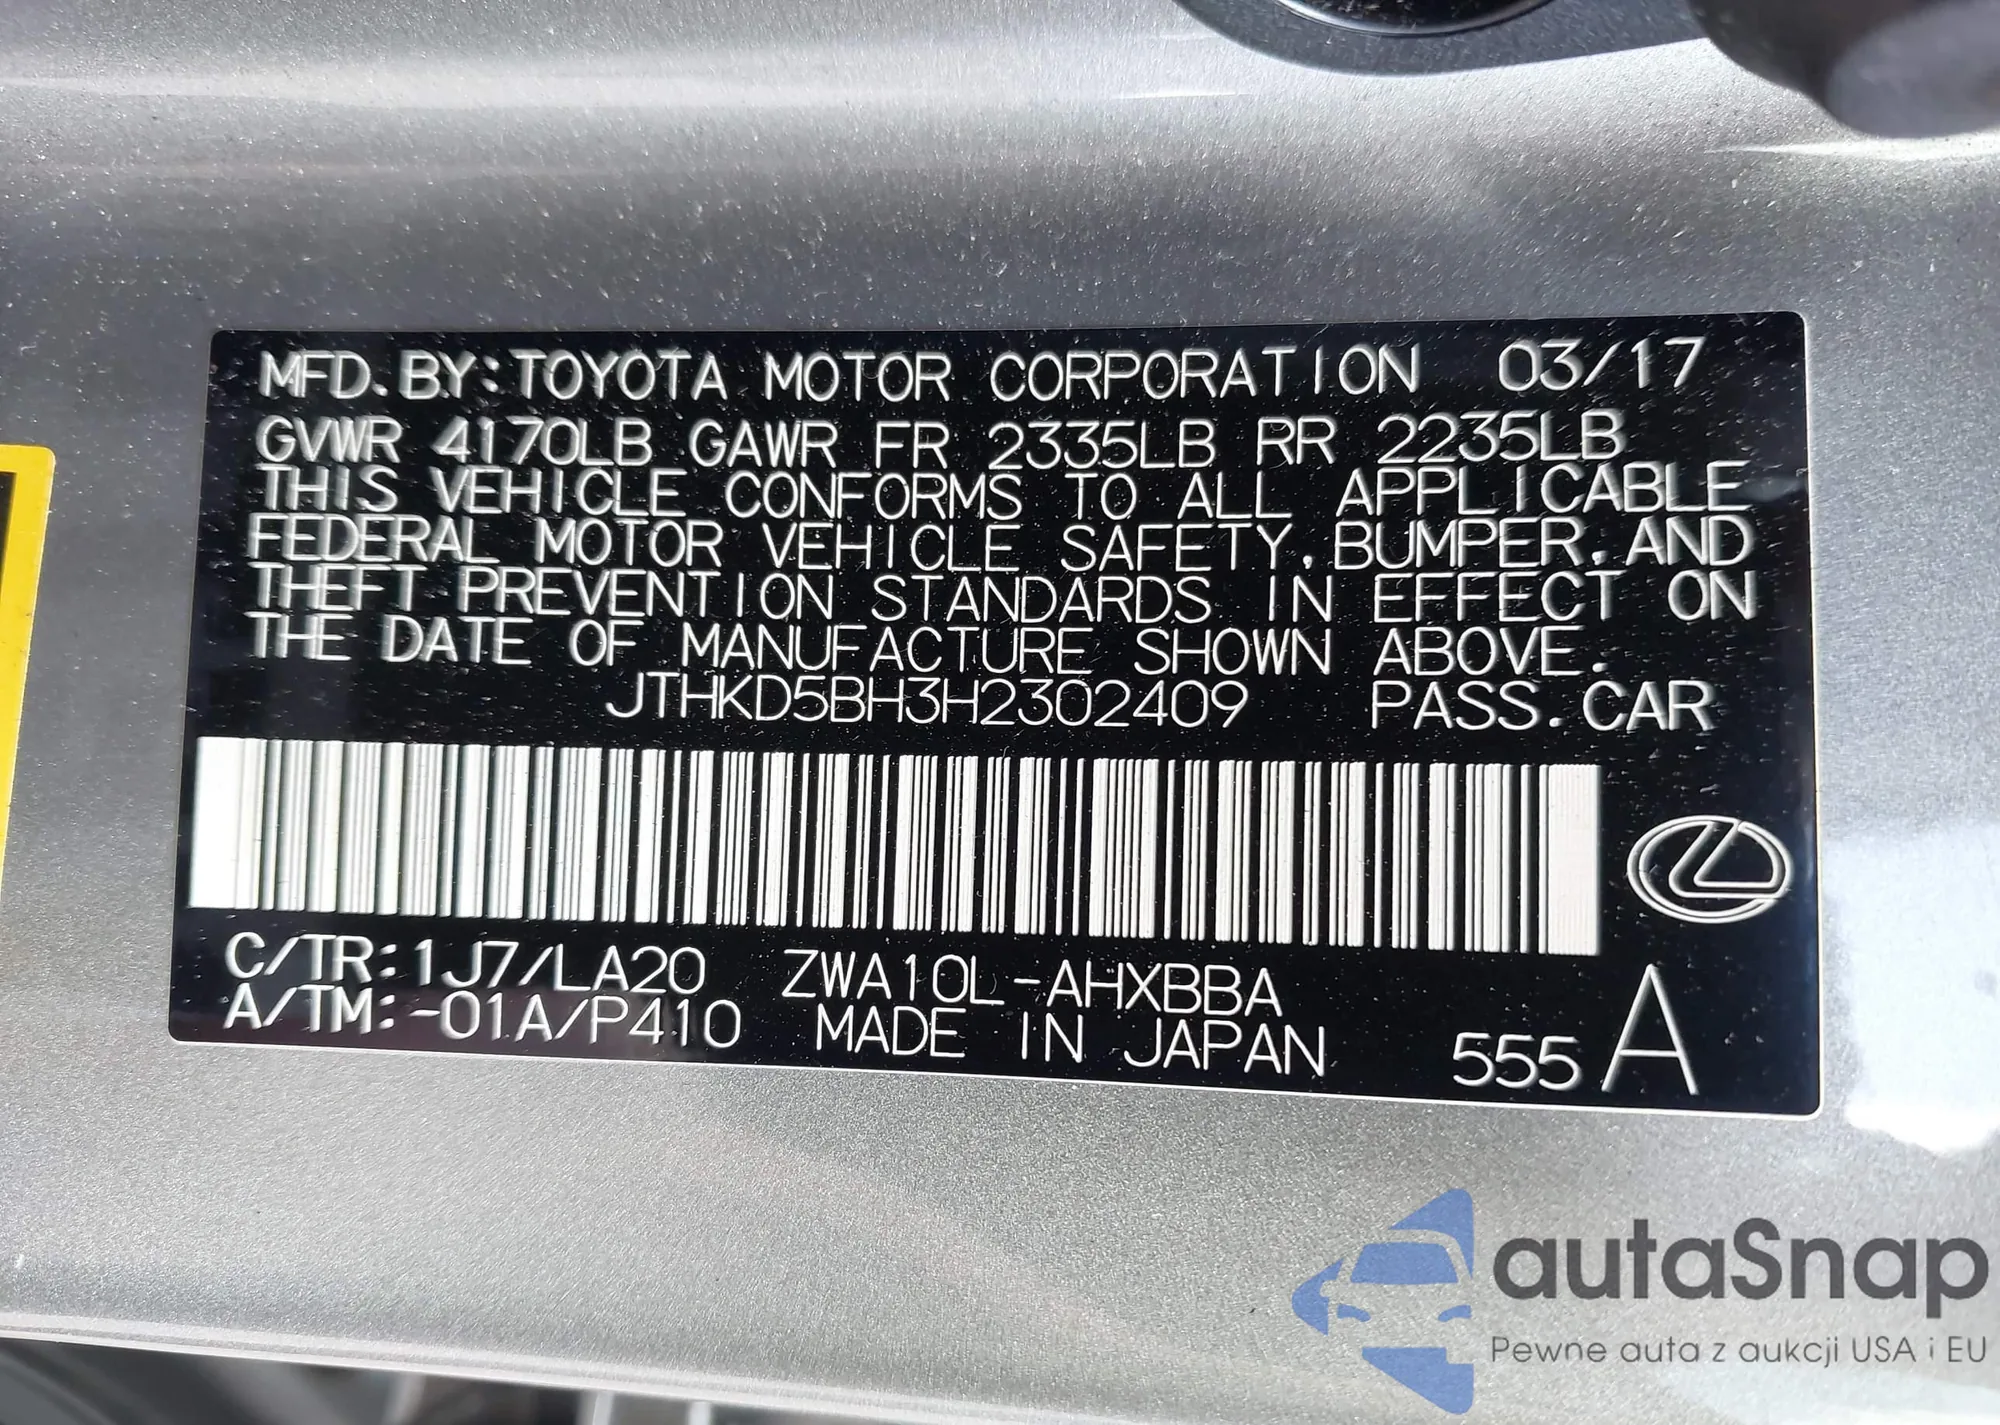 MFD.BY:TOYOTA MOTOR CORPORATION 03/17
GVWR 4170LB GAWR FR 2335LB RR 2235LB
THIS VEHICLE CONFORMS TO ALL APPLICABLE
FEDERAL MOTOR VEHICLE SAFETY,BUMPER,AND
THEFT PREVENTION STANDARDS IN EFFECT ON
THE DATE OF MANUFACTURE SHOWN ABOVE.
JTHKD5BH3H2302409 PASS.CAR
C/TR:1J7/LA20 ZWA10L-AHXBBA
A/TM:-01A/P410 MADE IN JAPAN 555 A
autaSnap
Pewne auta z aukcji USA i EU